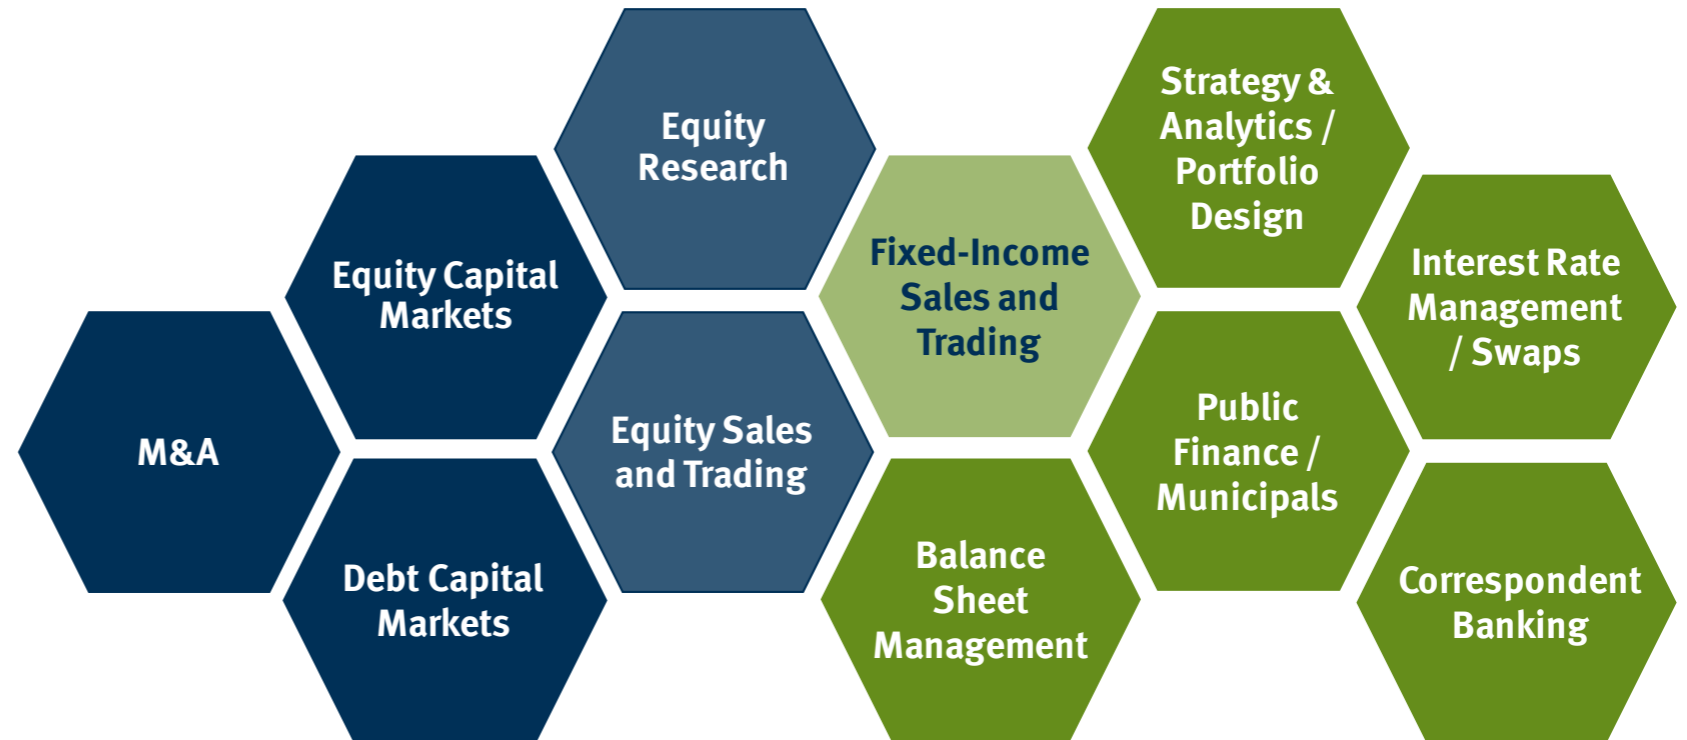 M&A
Equity Capital
Markets
Debt Capital
Markets
Equity
Research
Equity Sales
and Trading
Fixed-Income
Sales and
Trading
Balance
Sheet
Management
Strategy &
Analytics /
Portfolio
Design
Public
Finance /
Municipals
Interest Rate
Management
/ Swaps
Correspondent
Banking